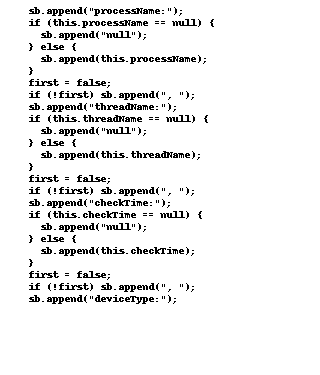 sb.append("processName:");
if (this.processName == null) {
  sb.append("null");
} else {
  sb.append(this.processName);
}
first = false;
if (!first) sb.append(", ");
sb.append("threadName:");
if (this.threadName == null) {
  sb.append("null");
} else {
  sb.append(this.threadName);
}
first = false;
if (!first) sb.append(", ");
sb.append("checkTime:");
if (this.checkTime == null) {
  sb.append("null");
} else {
  sb.append(this.checkTime);
}
first = false;
if (!first) sb.append(", ");
sb.append("deviceType:");